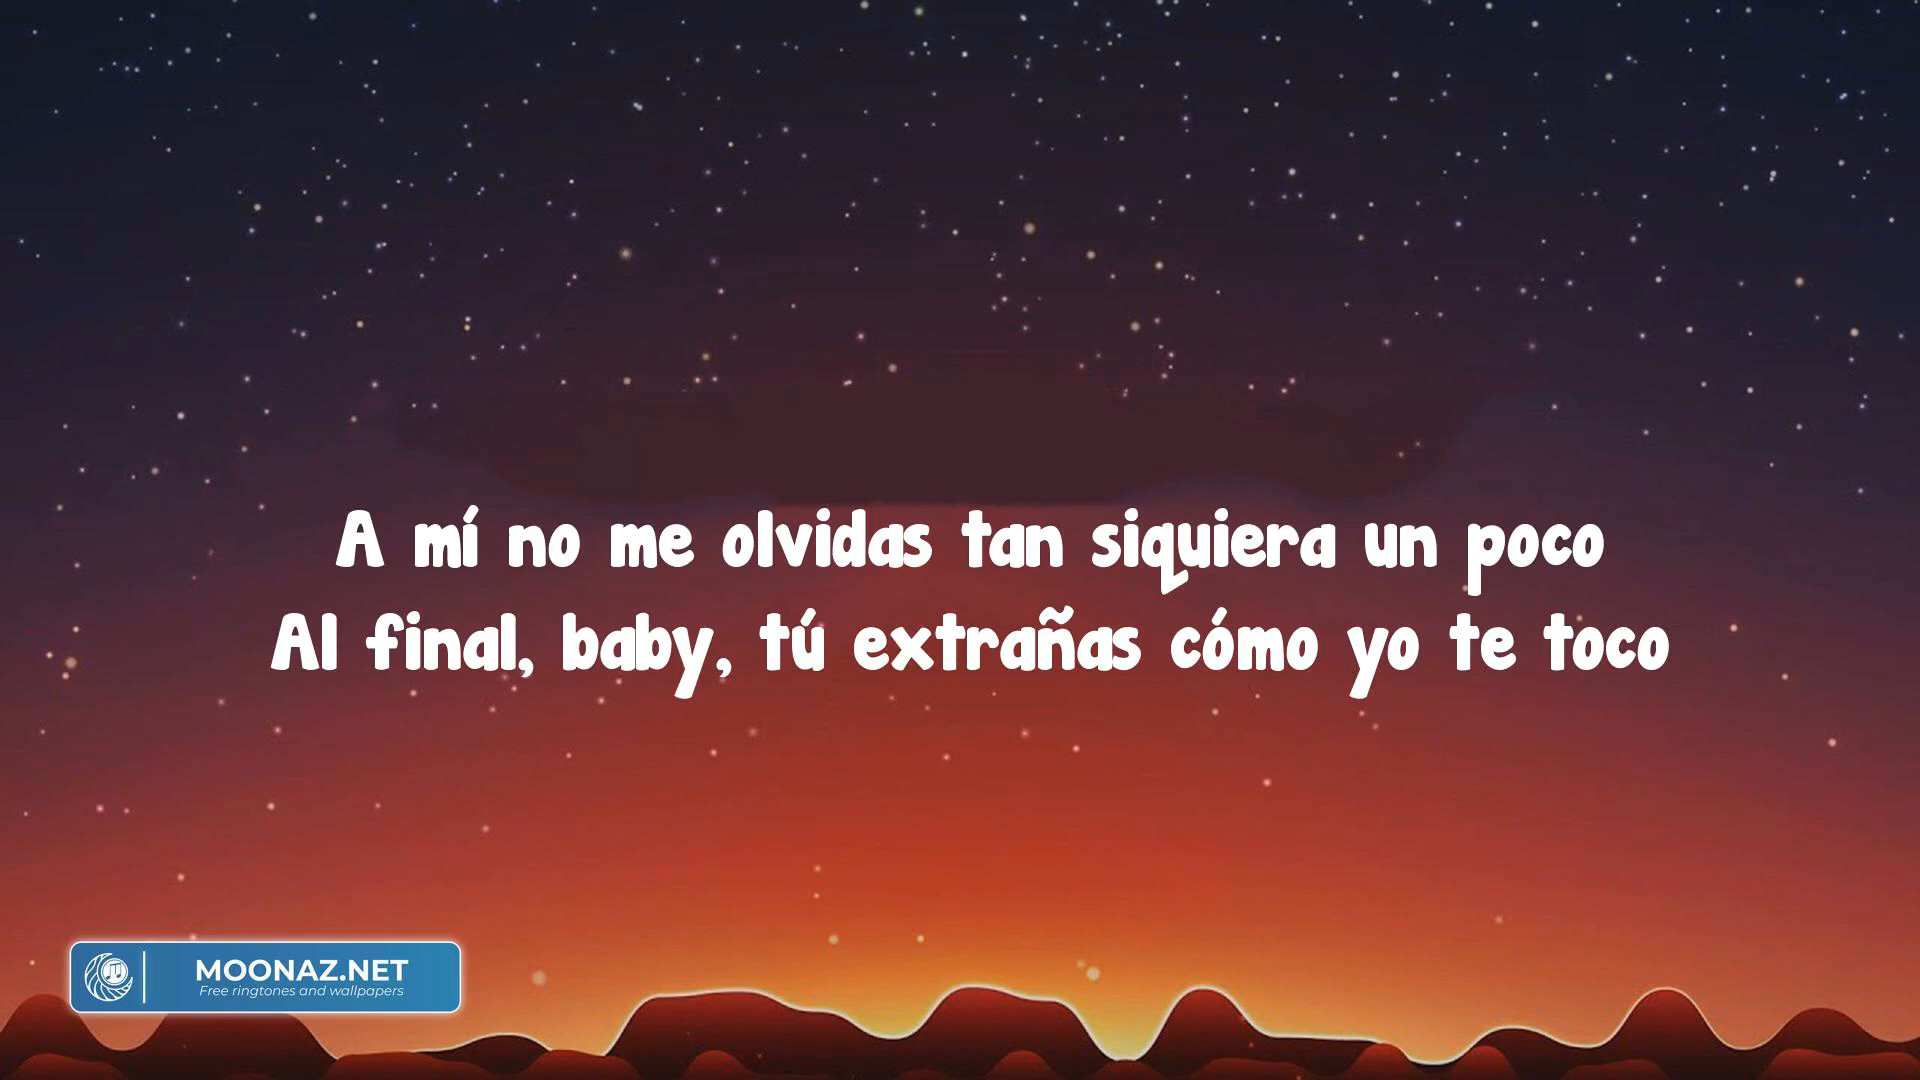 A mí no me olvidas tan siquiera un poco
Al final, baby, tú extrañas cómo yo te toco
MOONAZ.NET
Free ringtones and wallpapers